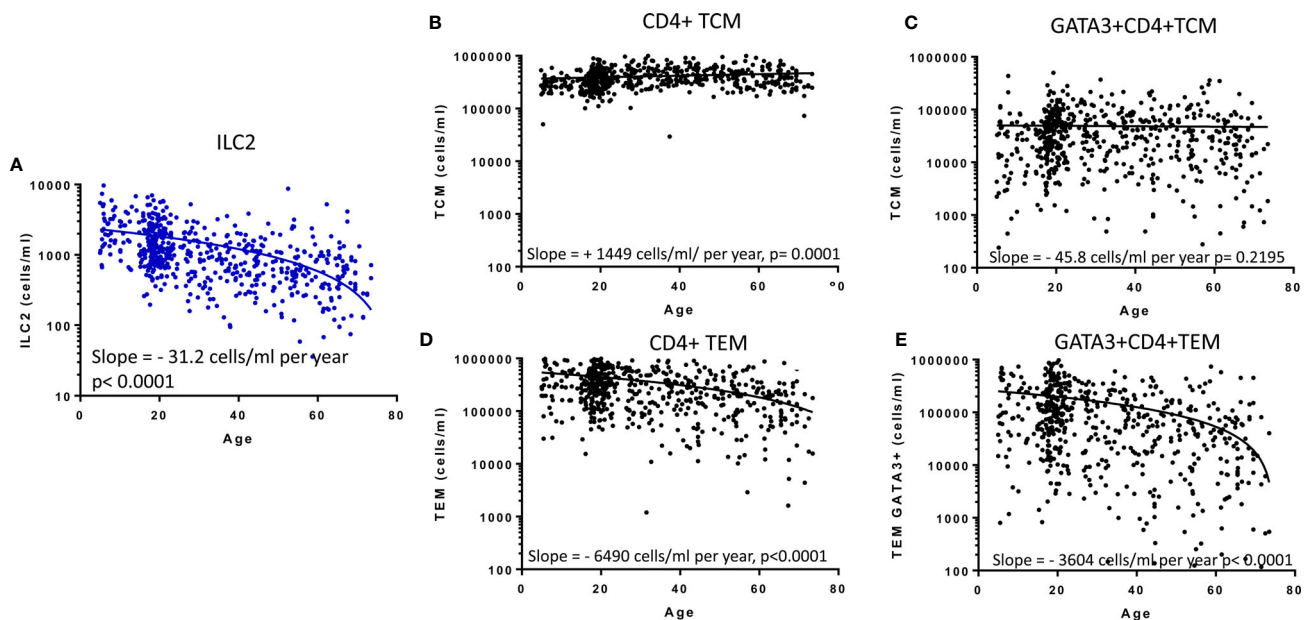 A
ILC2
10000
1000
100
10
ILC2 (cells/ml)
Slope = - 31.2 cells/ml per year
p< 0.0001
0
20
40
60
80
Age
B
CD4+ TCM
1000000
100000
10000
1000
100
TCM (cells/ml)
Slope = + 1449 cells/ml/ per year, p= 0.0001
0
20
40
60
Age
C
GATA3+CD4+TCM
1000000
100000
10000
1000
100
TCM (cells/ml)
Slope = - 45.8 cells/ml per year p= 0.2195
0
20
40
60
80
Age
D
CD4+ TEM
1000000
100000
10000
1000
100
TEM (cells/ml)
Slope = - 6490 cells/ml per year, p<0.0001
0
20
40
60
80
Age
E
GATA3+CD4+TEM
1000000
100000
10000
1000
100
TEM GATA3+ (cells/ml)
Slope = - 3604 cells/ml per year p< 0.0001
0
20
40
60
80
Age